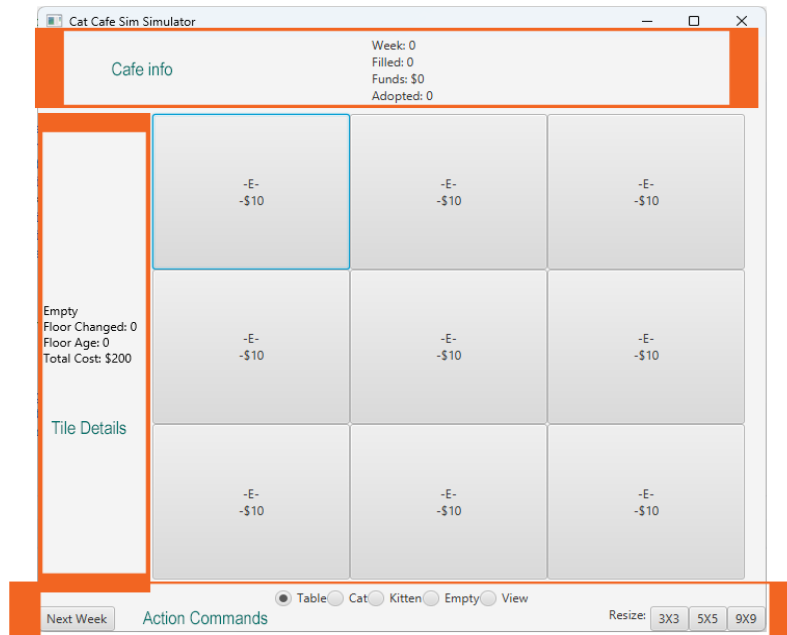 Cat Cafe Sim Simulator
Cafe info
Week: 0
Filled: 0
Funds: $0
Adopted: 0
-E-
-$10
-E-
-$10
-E-
-$10
Empty
Floor Changed: 0
Floor Age: 0
Total Cost: $200
Tile Details
-E-
-$10
-E-
-$10
-E-
-$10
-E-
-$10
-E-
-$10
-E-
-$10
Table Cat Kitten Empty View
Next Week Action Commands Resize: 3X3 5X5 9X9